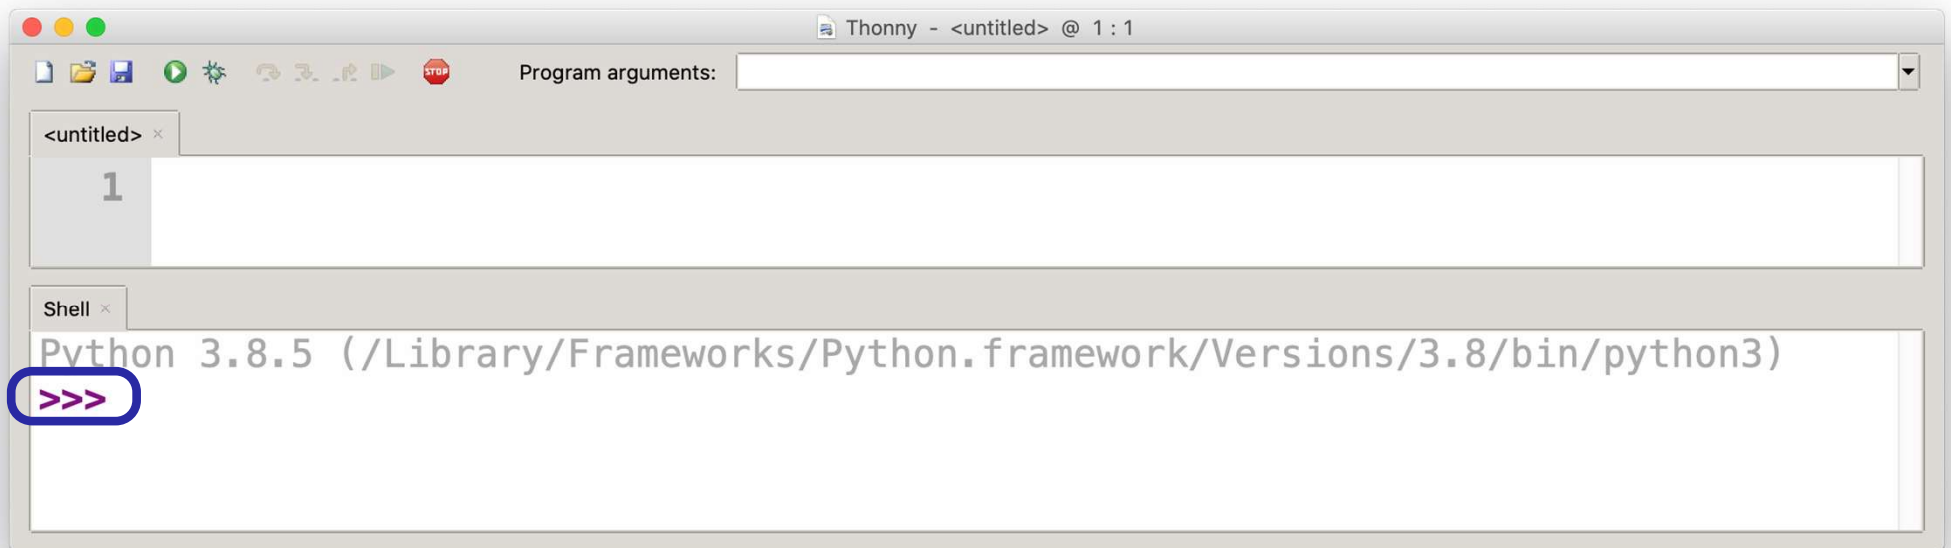 Thonny - <untitled> @ 1 : 1
STOP
Program arguments:
<untitled> ×
1
Shell ×
Python 3.8.5 (/Library/Frameworks/Python.framework/Versions/3.8/bin/python3)
>>>